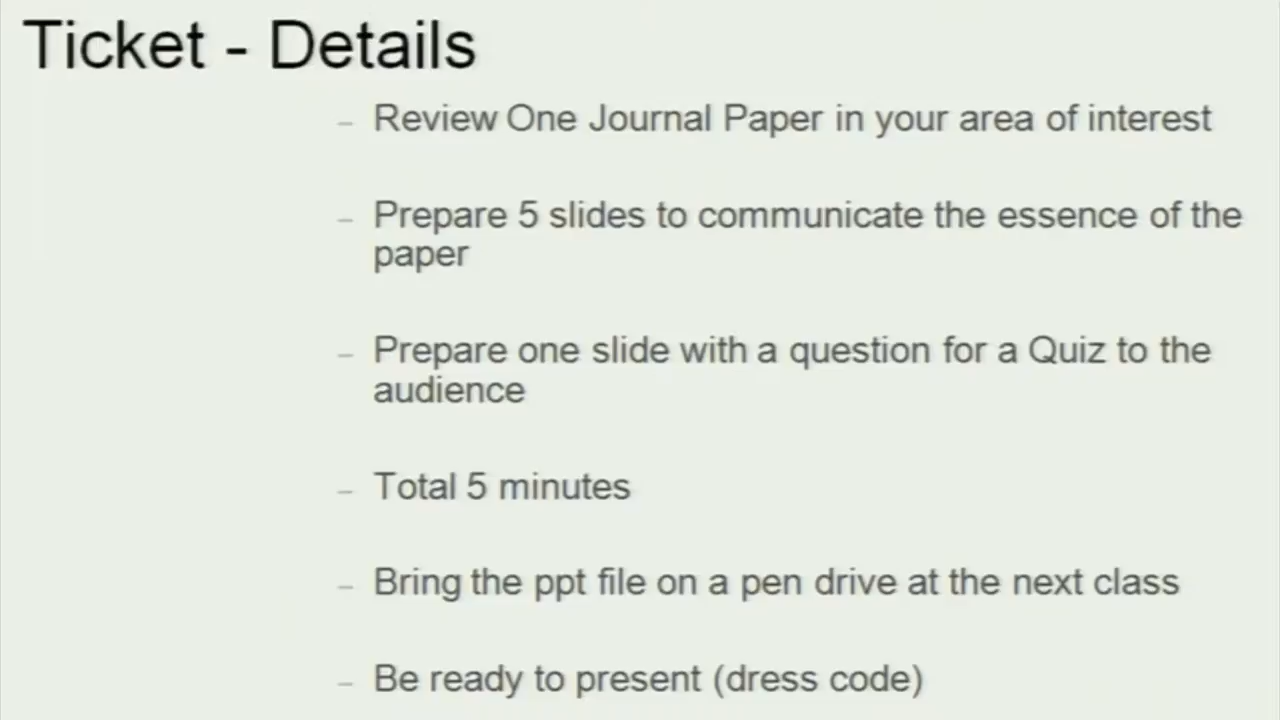 Ticket - Details
– Review One Journal Paper in your area of interest
– Prepare 5 slides to communicate the essence of the
paper
– Prepare one slide with a question for a Quiz to the
audience
– Total 5 minutes
– Bring the ppt file on a pen drive at the next class
– Be ready to present (dress code)